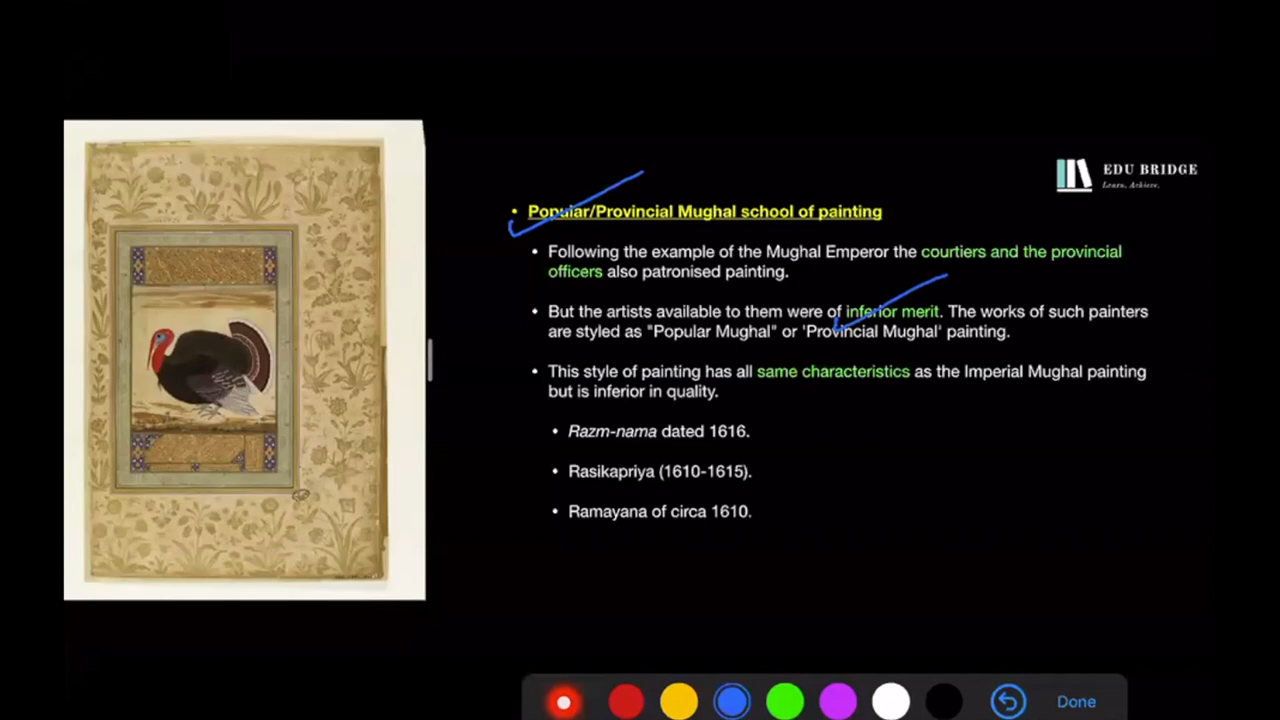 EDU BRIDGE
Learn. Achieve.
• Popular/Provincial Mughal school of painting
• Following the example of the Mughal Emperor the courtiers and the provincial
officers also patronised painting.
• But the artists available to them were of inferior merit. The works of such painters
are styled as "Popular Mughal" or 'Provincial Mughal' painting.
• This style of painting has all same characteristics as the Imperial Mughal painting
but is inferior in quality.
• Razm-nama dated 1616.
• Rasikapriya (1610-1615).
• Ramayana of circa 1610.
Done